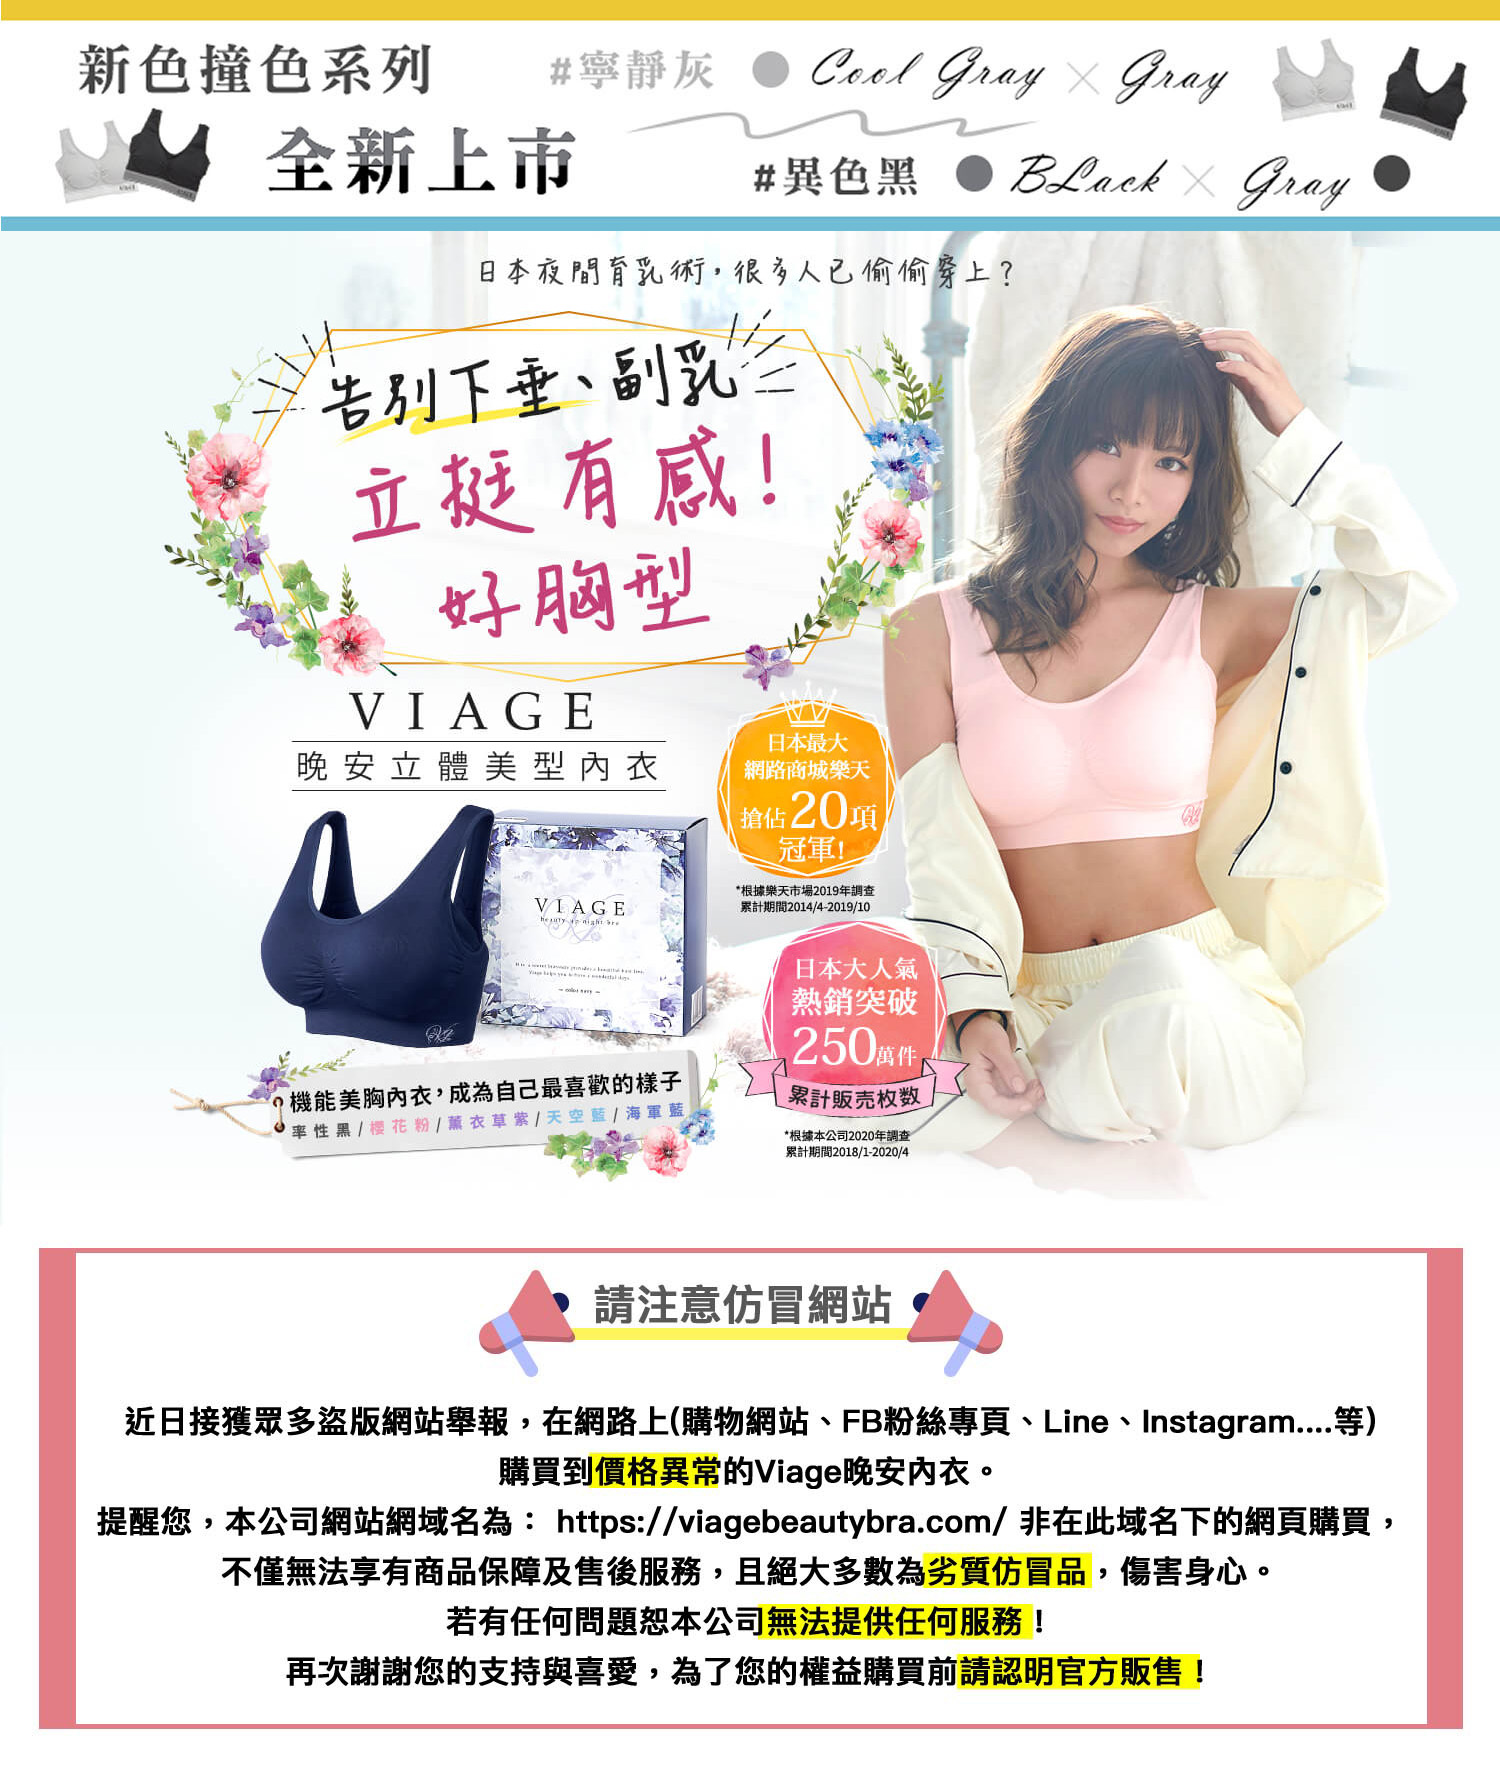 新色撞色系列
全新上市
#寧靜灰 Cool Gray × Gray
#異色黑 BLack × Gray
日本夜間育乳術，很多人已偷偷穿上？
告別下垂、副乳
立挺有感！
好胸型
VIAGE
晚安立體美型內衣
日本最大
網路商城樂天
搶佔20項
冠軍！
*根據樂天市場2019年調查
累計期間2014/4-2019/10
VIAGE
beauty up night bra
— color navy —
日本大人氣
熱銷突破
250萬件
累計販売枚数
*根據本公司2020年調查
累計期間2018/1-2020/4
機能美胸內衣，成為自己最喜歡的樣子
率性黑/櫻花粉/薰衣草紫/天空藍/海軍藍
請注意仿冒網站
近日接獲眾多盜版網站舉報，在網路上(購物網站、FB粉絲專頁、Line、Instagram....等)
購買到價格異常的Viage晚安內衣。
提醒您，本公司網站網域名為： https://viagebeautybra.com/ 非在此域名下的網頁購買，
不僅無法享有商品保障及售後服務，且絕大多數為劣質仿冒品，傷害身心。
若有任何問題恕本公司無法提供任何服務！
再次謝謝您的支持與喜愛，為了您的權益購買前請認明官方販售！